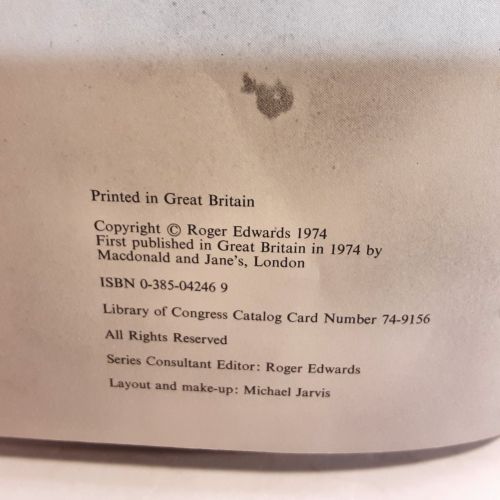 Printed in Great Britain
Copyright © Roger Edwards 1974
First published in Great Britain in 1974 by
Macdonald and Jane's, London
ISBN 0-385-04246 9
Library of Congress Catalog Card Number 74-9156
All Rights Reserved
Series Consultant Editor: Roger Edwards
Layout and make-up: Michael Jarvis